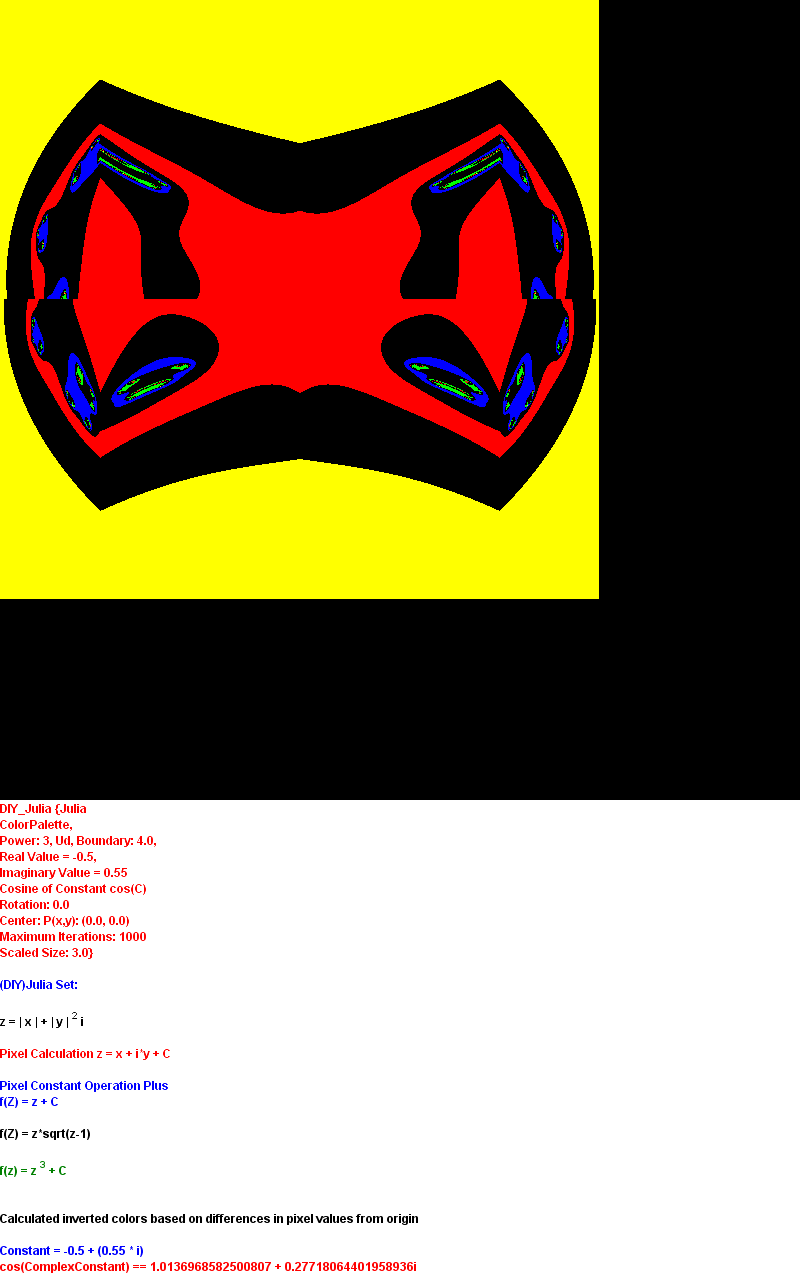 DIY_Julia {Julia
ColorPalette,
Power: 3, Ud, Boundary: 4.0,
Real Value = -0.5,
Imaginary Value = 0.55
Cosine of Constant cos(C)
Rotation: 0.0
Center: P(x,y): (0.0, 0.0)
Maximum Iterations: 1000
Scaled Size: 3.0}
(DIY)Julia Set:
z = | x | + | y | ² i
Pixel Calculation z = x + i*y + C
Pixel Constant Operation Plus
f(Z) = z + C
f(Z) = z*sqrt(z-1)
f(z) = z ³ + C
Calculated inverted colors based on differences in pixel values from origin
Constant = -0.5 + (0.55 * i)
cos(ComplexConstant) == 1.0136968582500807 + 0.27718064401958936i